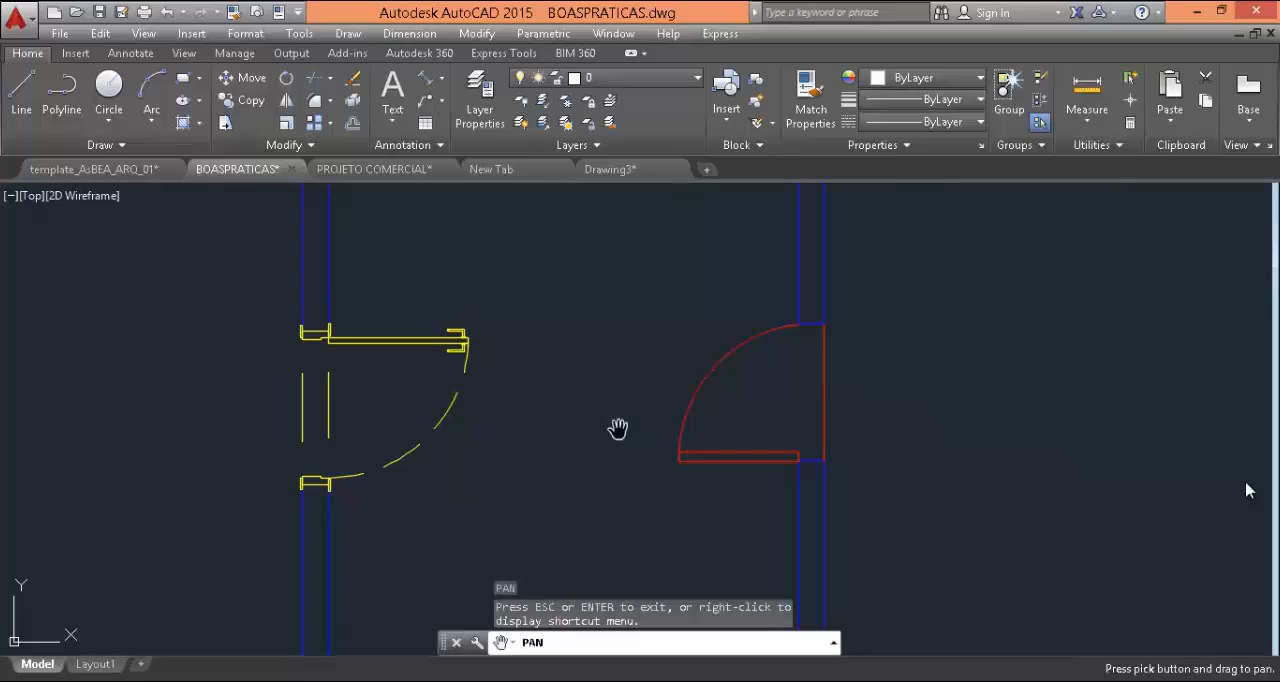 Autodesk AutoCAD 2015 BOASPRATICAS.dwg
Type a keyword or phrase
Sign In
File Edit View Insert Format Tools Draw Dimension Modify Parametric Window Help Express
Home Insert Annotate View Manage Output Add-ins Autodesk 360 Express Tools BIM 360
Line Polyline Circle Arc
Move
Copy
Text
Layer
Properties
0
Insert
Match
Properties
ByLayer
ByLayer
ByLayer
Group
Measure
Paste
Base
Draw Modify Annotation Layers Block Properties Groups Utilities Clipboard View
template_AsBEA_ARQ_01* BOASPRATICAS* PROJETO COMERCIAL* New Tab Drawing3*
[−][Top][2D Wireframe]
Y
X
PAN
Press ESC or ENTER to exit, or right-click to
display shortcut menu.
PAN
Model Layout1
Press pick button and drag to pan.